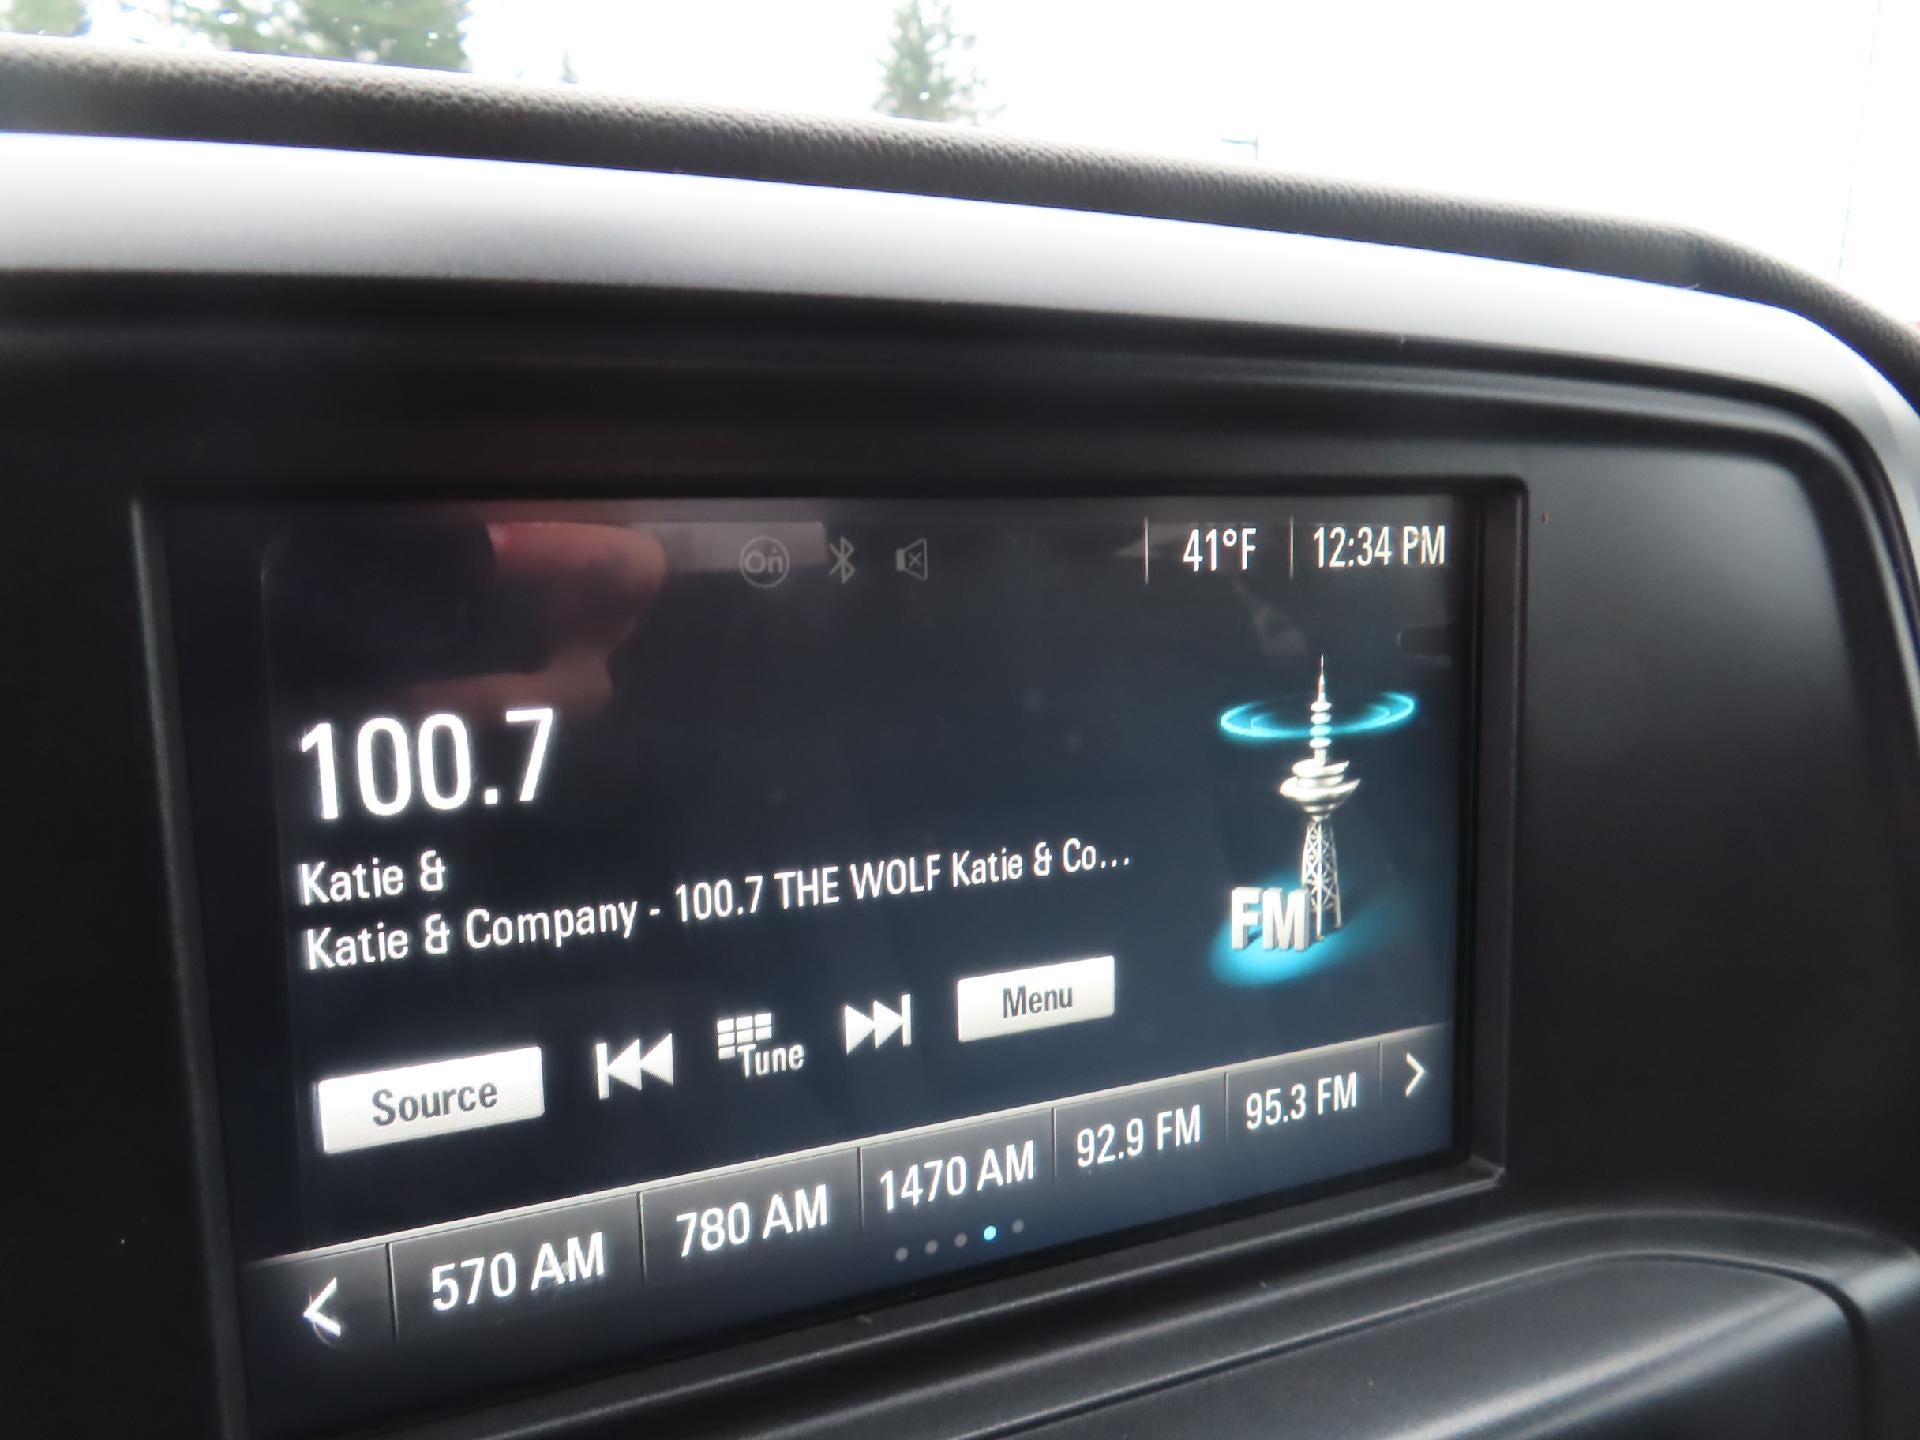 On
41°F
12:34 PM
100.7
Katie &
Katie & Company - 100.7 THE WOLF Katie & Co...
FM
Source
Tune
Menu
570 AM
780 AM
1470 AM
92.9 FM
95.3 FM